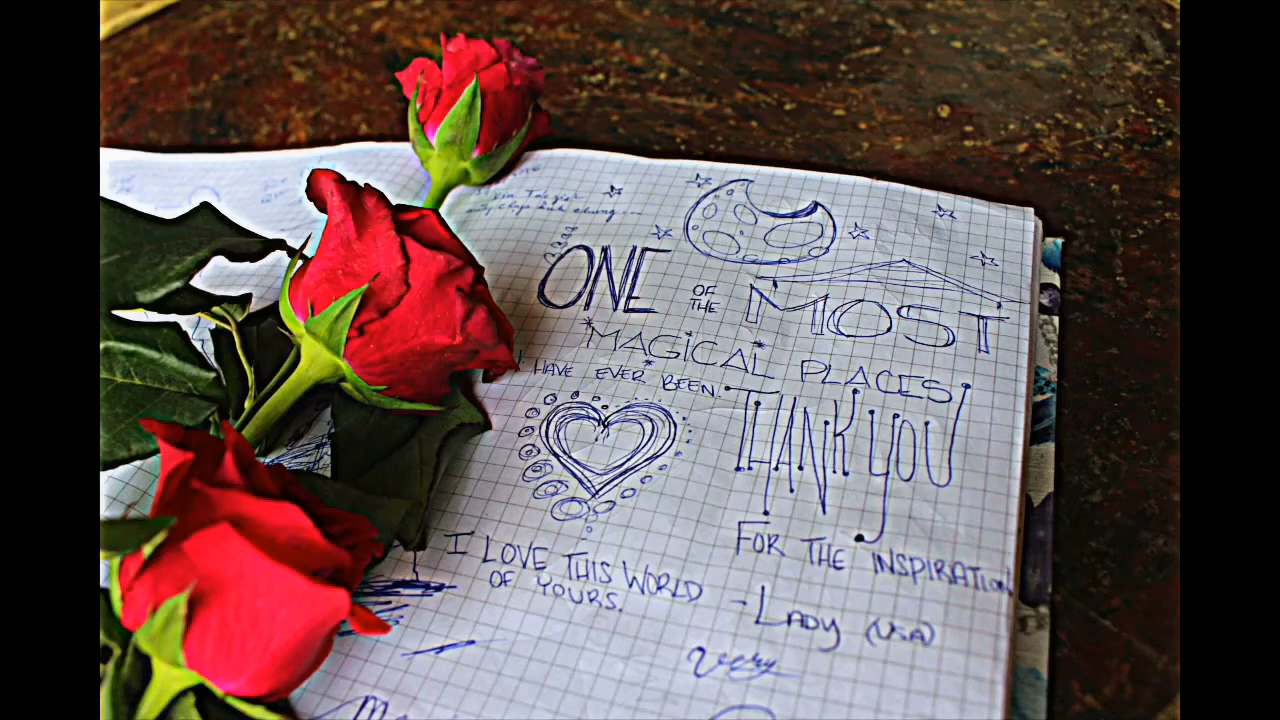 ONE OF THE MOST
MAGICAL PLACES
I HAVE EVER BEEN.
THANK YOU
FOR THE INSPIRATION
I LOVE THIS WORLD
OF YOURS.
- LADY (USA)